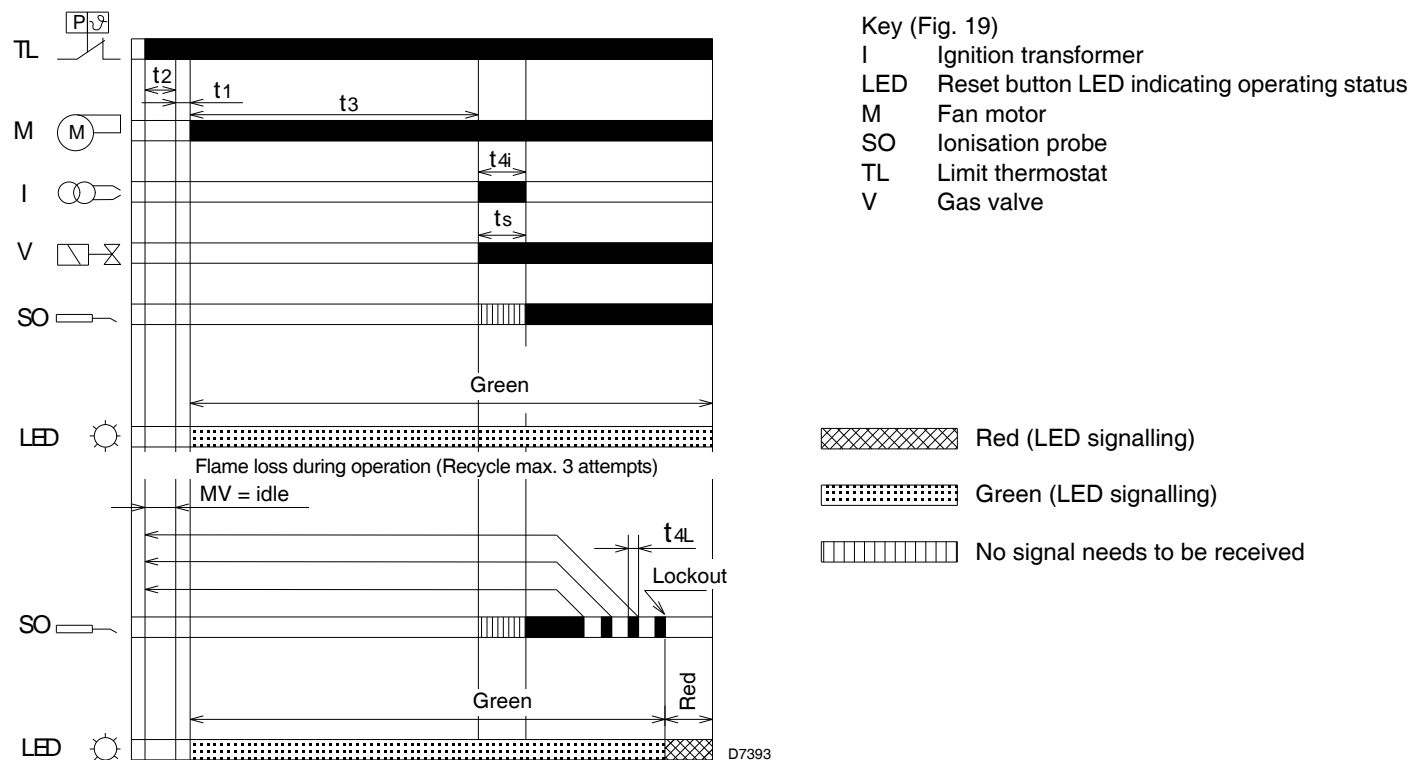 P ϑ
TL
t2
t1
t3
M
M
t4i
I
ts
V
SO
Green
LED
Flame loss during operation (Recycle max. 3 attempts)
MV = idle
t4L
Lockout
SO
Green
Red
LED
D7393
Key (Fig. 19)
I Ignition transformer
LED Reset button LED indicating operating status
M Fan motor
SO Ionisation probe
TL Limit thermostat
V Gas valve
Red (LED signalling)
Green (LED signalling)
No signal needs to be received